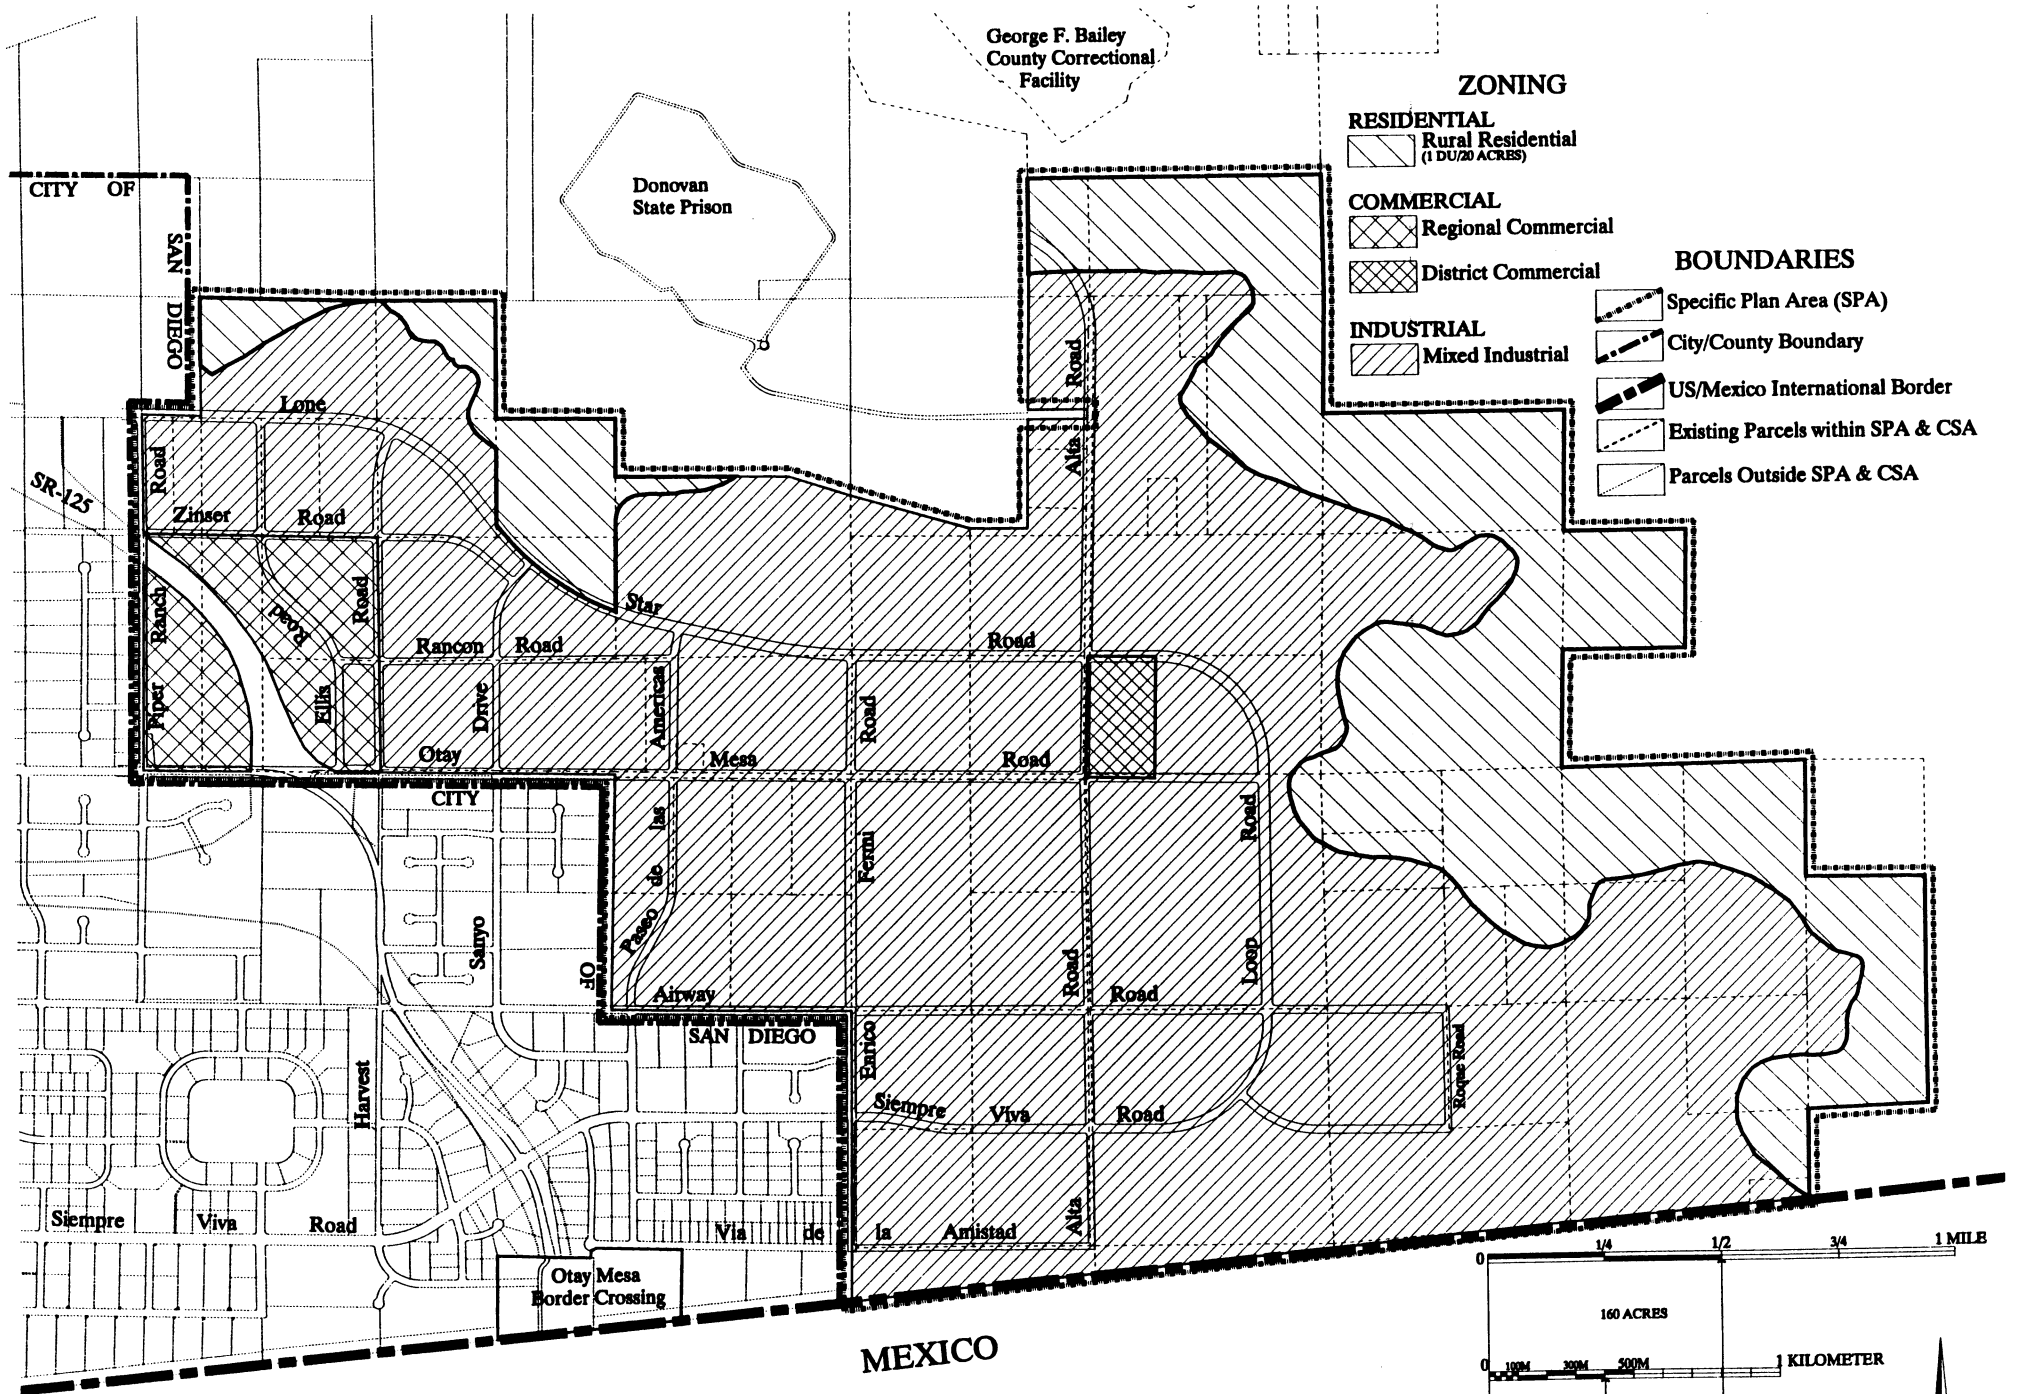 George F. Bailey
County Correctional
Facility
Donovan
State Prison
ZONING
RESIDENTIAL
Rural Residential
(1 DU/20 ACRES)
COMMERCIAL
Regional Commercial
District Commercial
INDUSTRIAL
Mixed Industrial
BOUNDARIES
Specific Plan Area (SPA)
City/County Boundary
US/Mexico International Border
Existing Parcels within SPA & CSA
Parcels Outside SPA & CSA
CITY OF
SAN DIEGO
Lone
Star
Road
SR-125
Zinser Road
Piper Ranch Road
Road
Ellis
Road
Rancon Road
Drive
Otay Mesa Road
Paseo de las Americas
Enrico Fermi Road
Alta Road
Alta Road
Loop Road
CITY
OF
SAN DIEGO
Airway Road
Sanyo
Harvest
Roque Road
Siempre Viva Road
Siempre Viva Road
Via de la Amistad
Alta
Otay Mesa
Border Crossing
MEXICO
0 1/4 1/2 3/4 1 MILE
160 ACRES
0 100M 300M 500M 1 KILOMETER